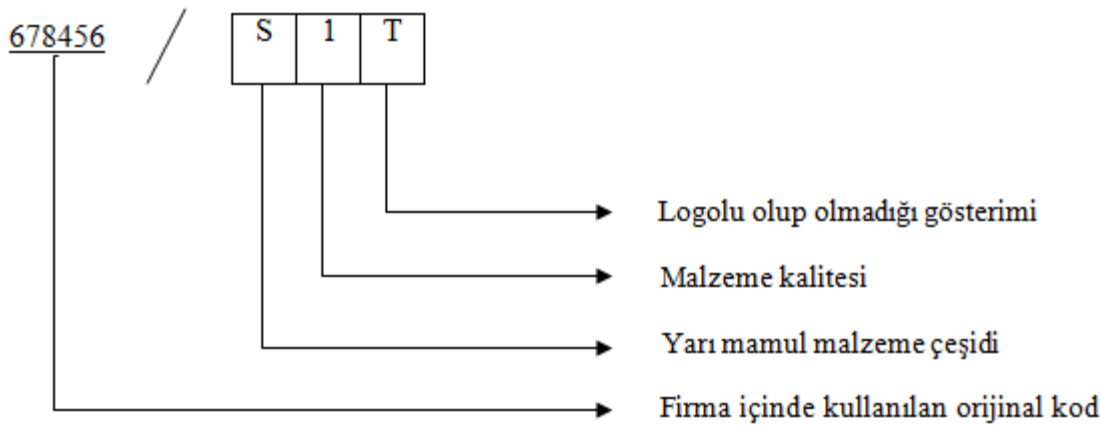 678456 / S 1 T
Logolu olup olmadığı gösterimi
Malzeme kalitesi
Yarı mamul malzeme çeşidi
Firma içinde kullanılan orijinal kod